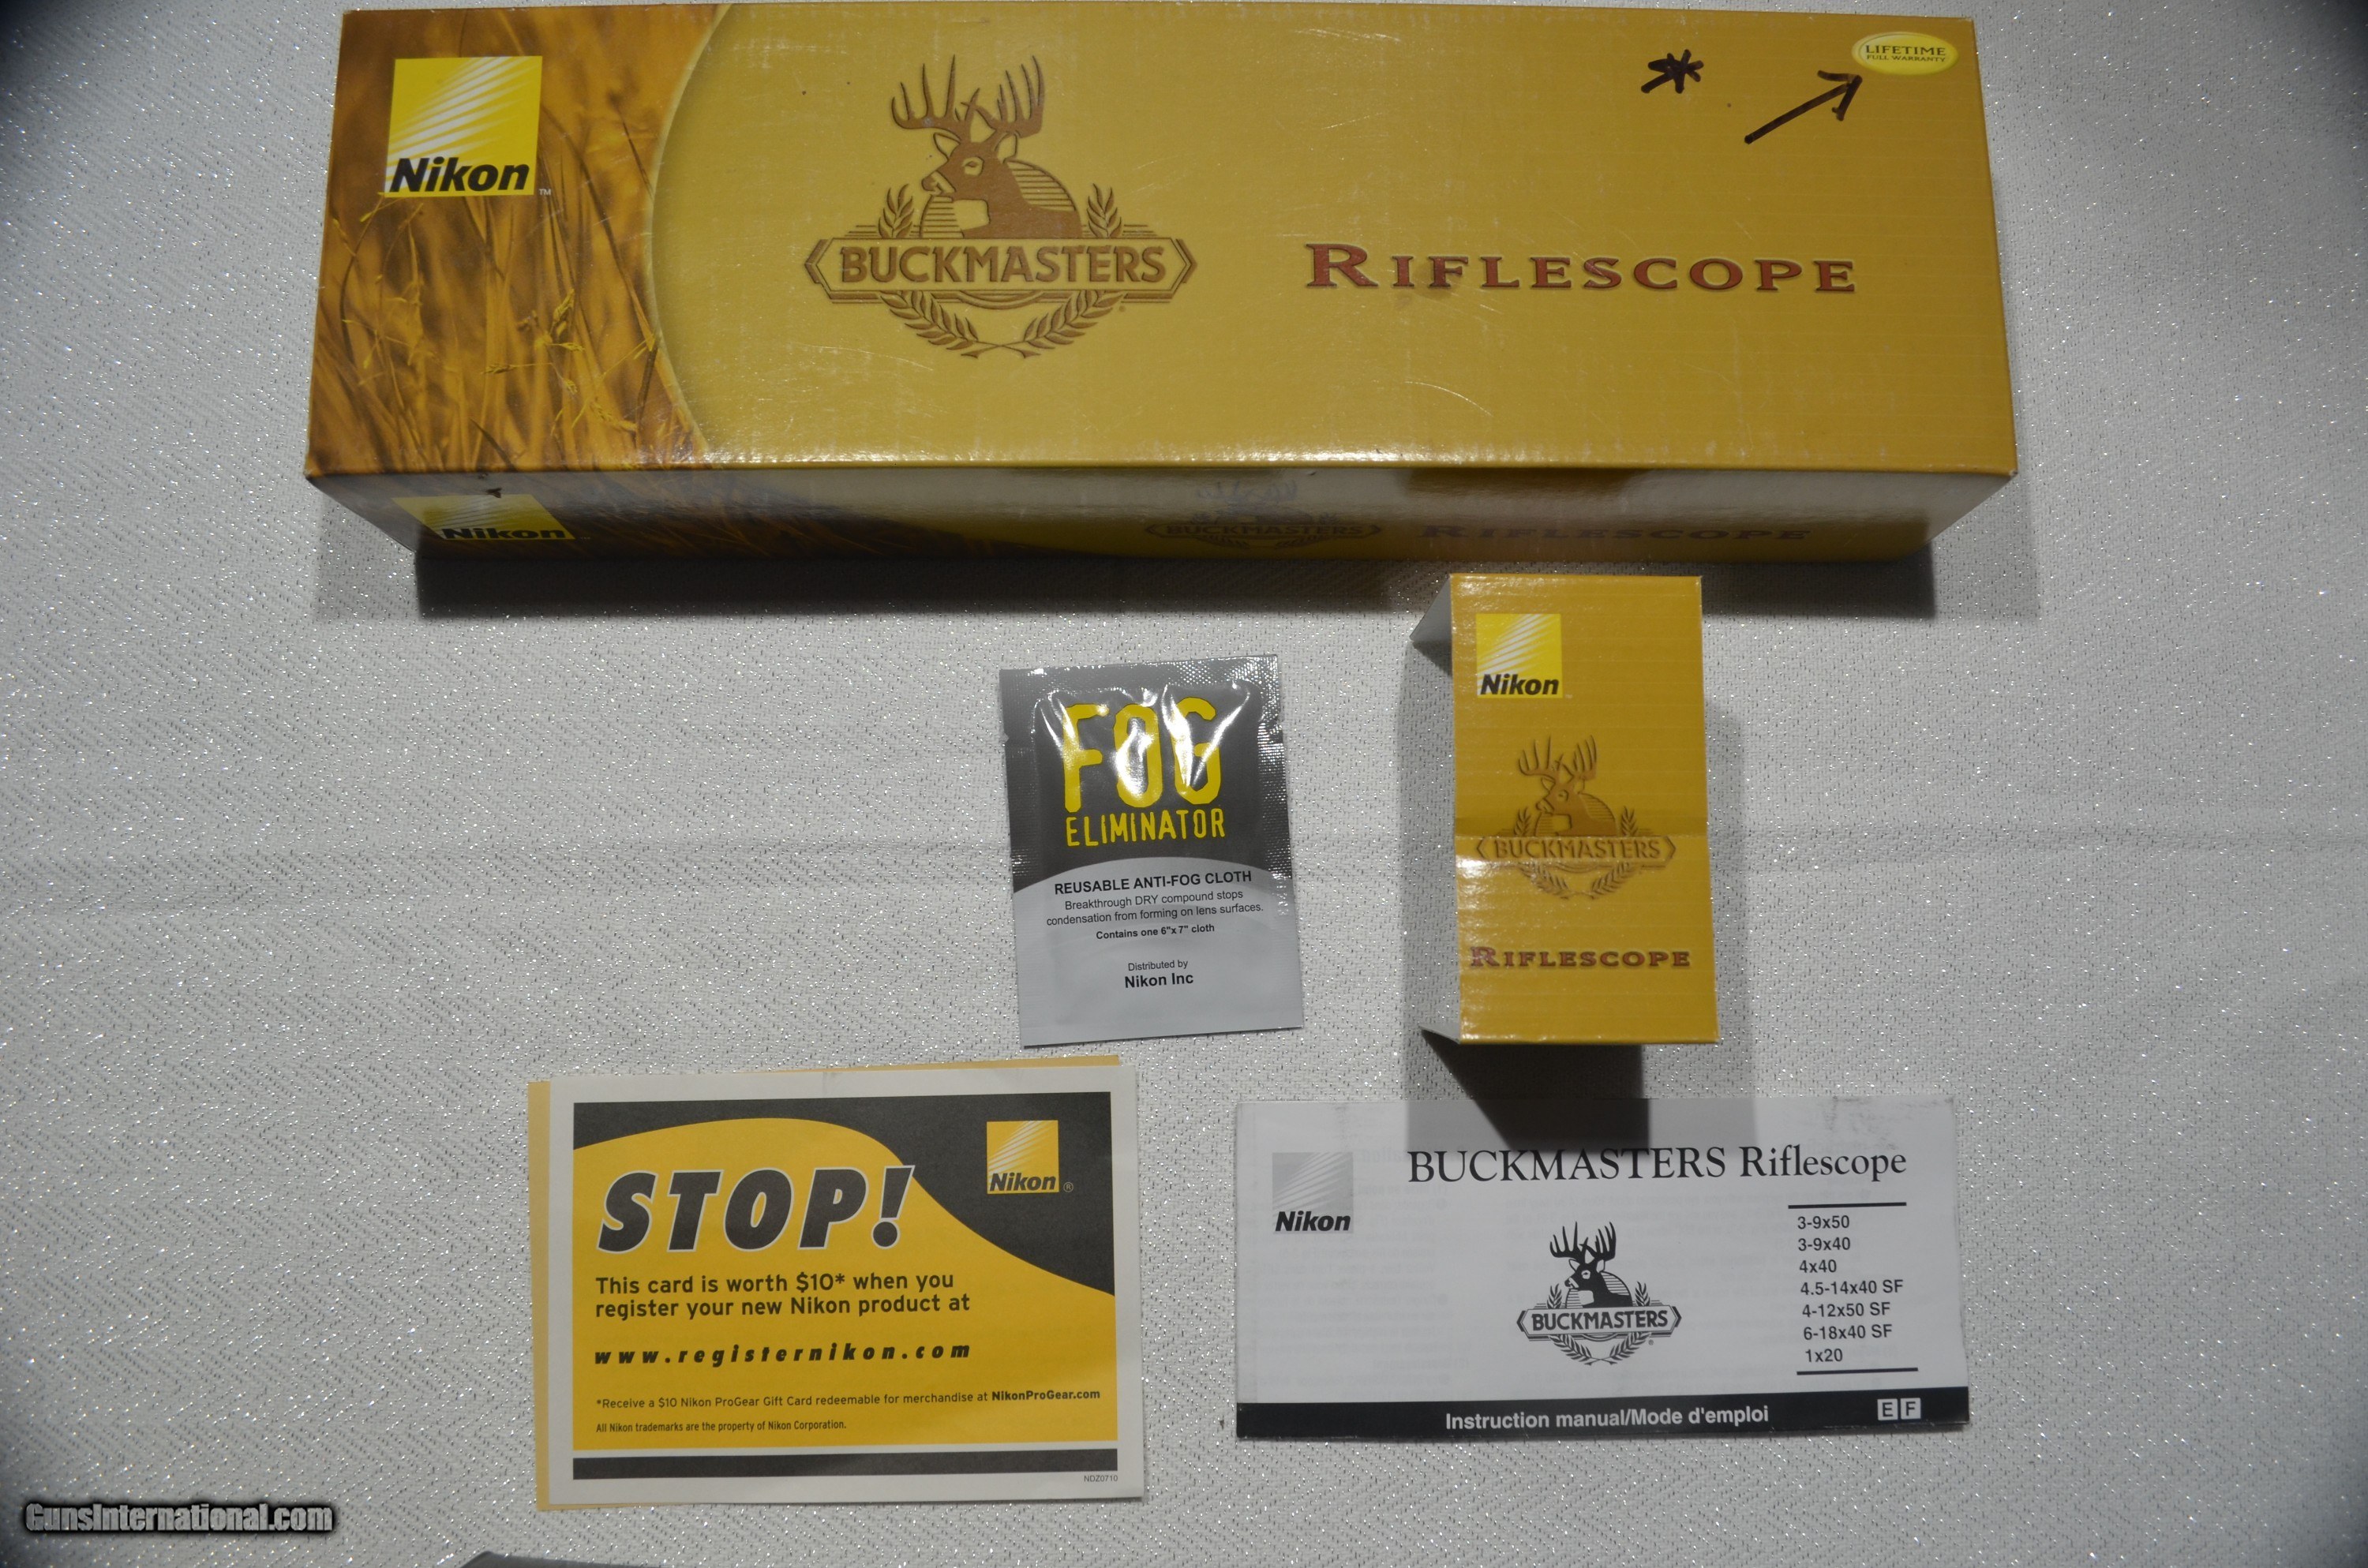 Nikon
TM
BUCKMASTERS
®
RIFLESCOPE
*
LIFETIME
FULL WARRANTY
Nikon
BUCKMASTERS
RIFLESCOPE
FOG
ELIMINATOR
REUSABLE ANTI-FOG CLOTH
Breakthrough DRY compound stops
condensation from forming on lens surfaces.
Contains one 6"x 7" cloth
Distributed by
Nikon Inc
Nikon
BUCKMASTERS
RIFLESCOPE
Nikon ®
STOP!
This card is worth $10* when you
register your new Nikon product at
www.registernikon.com
*Receive a $10 Nikon ProGear Gift Card redeemable for merchandise at NikonProGear.com
All Nikon trademarks are the property of Nikon Corporation.
NDZ0710
Nikon
BUCKMASTERS Riflescope
BUCKMASTERS
®
3-9x50
3-9x40
4x40
4.5-14x40 SF
4-12x50 SF
6-18x40 SF
1x20
Instruction manual/Mode d'emploi
E F
GunsInternational.com